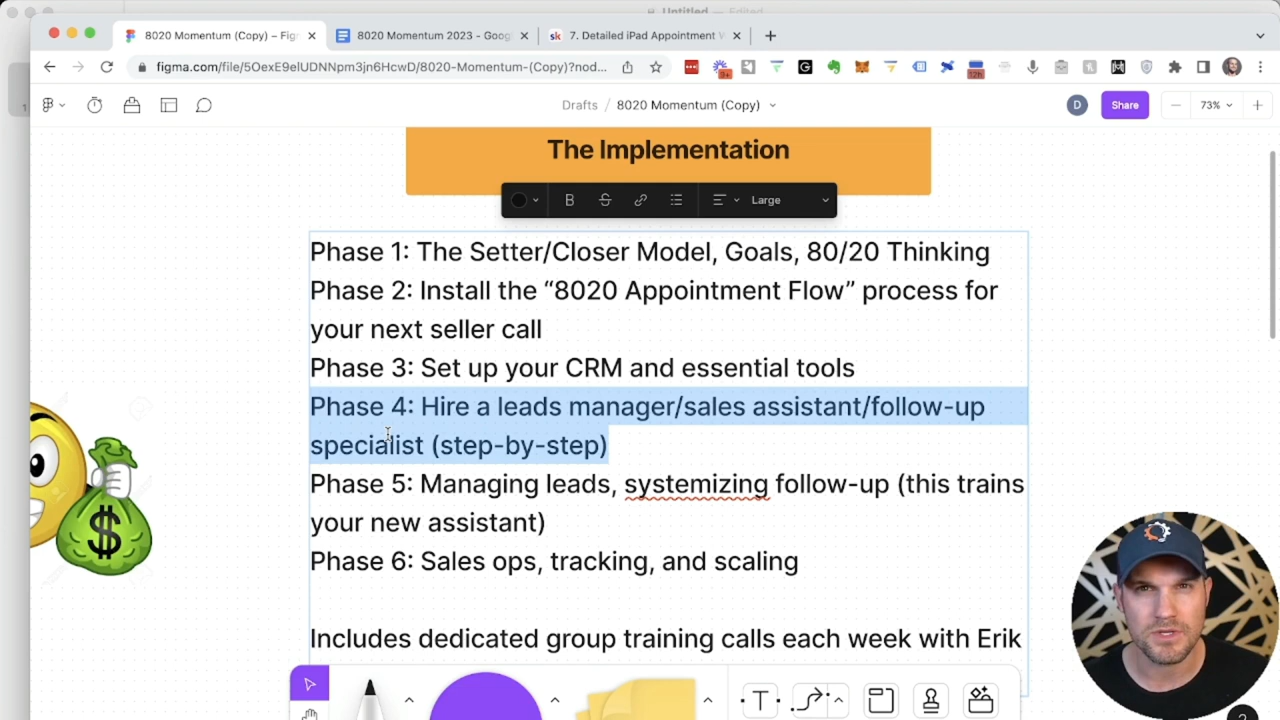 Untitled — Edited
8020 Momentum (Copy) – Fig
8020 Momentum 2023 - Goog
sk 7. Detailed iPad Appointment
figma.com/file/5OexE9elUDNNpm3jn6HcwD/8020-Momentum-(Copy)?nod...
9+
12h
Drafts / 8020 Momentum (Copy)
D
Share
73%
The Implementation
B
S
Large
Phase 1: The Setter/Closer Model, Goals, 80/20 Thinking
Phase 2: Install the “8020 Appointment Flow” process for
your next seller call
Phase 3: Set up your CRM and essential tools
Phase 4: Hire a leads manager/sales assistant/follow-up
specialist (step-by-step)
Phase 5: Managing leads, systemizing follow-up (this trains
your new assistant)
Phase 6: Sales ops, tracking, and scaling
Includes dedicated group training calls each week with Erik
$
T